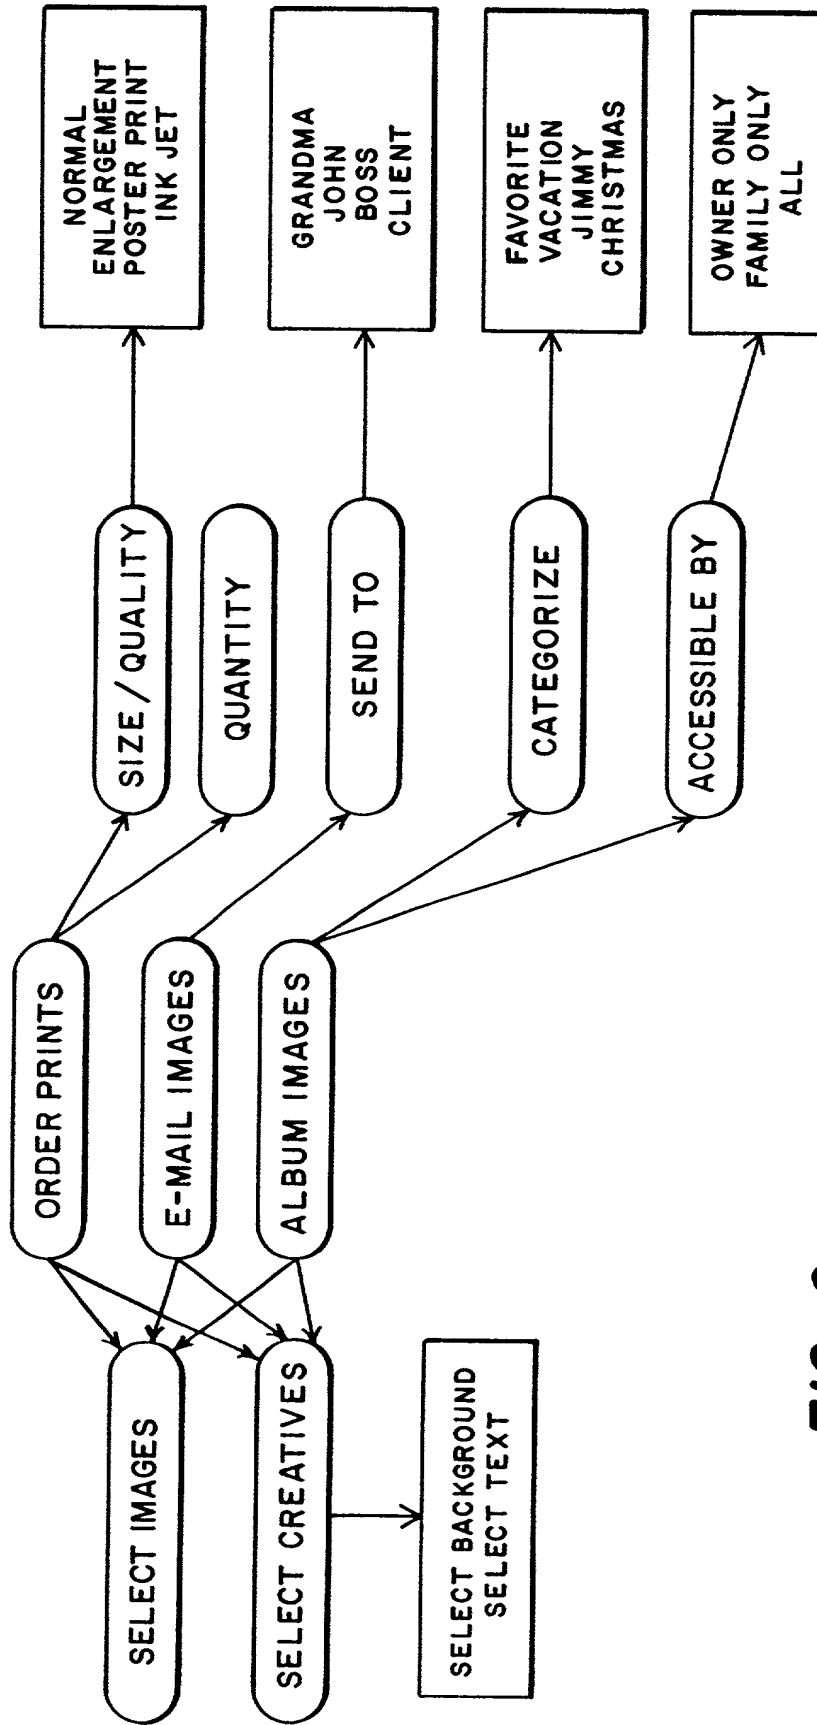 SELECT IMAGES
SELECT CREATIVES
SELECT BACKGROUND
SELECT TEXT
ORDER PRINTS
E-MAIL IMAGES
ALBUM IMAGES
SIZE / QUALITY
QUANTITY
SEND TO
CATEGORIZE
ACCESSIBLE BY
NORMAL
ENLARGEMENT
POSTER PRINT
INK JET
GRANDMA
JOHN
BOSS
CLIENT
FAVORITE
VACATION
JIMMY
CHRISTMAS
OWNER ONLY
FAMILY ONLY
ALL